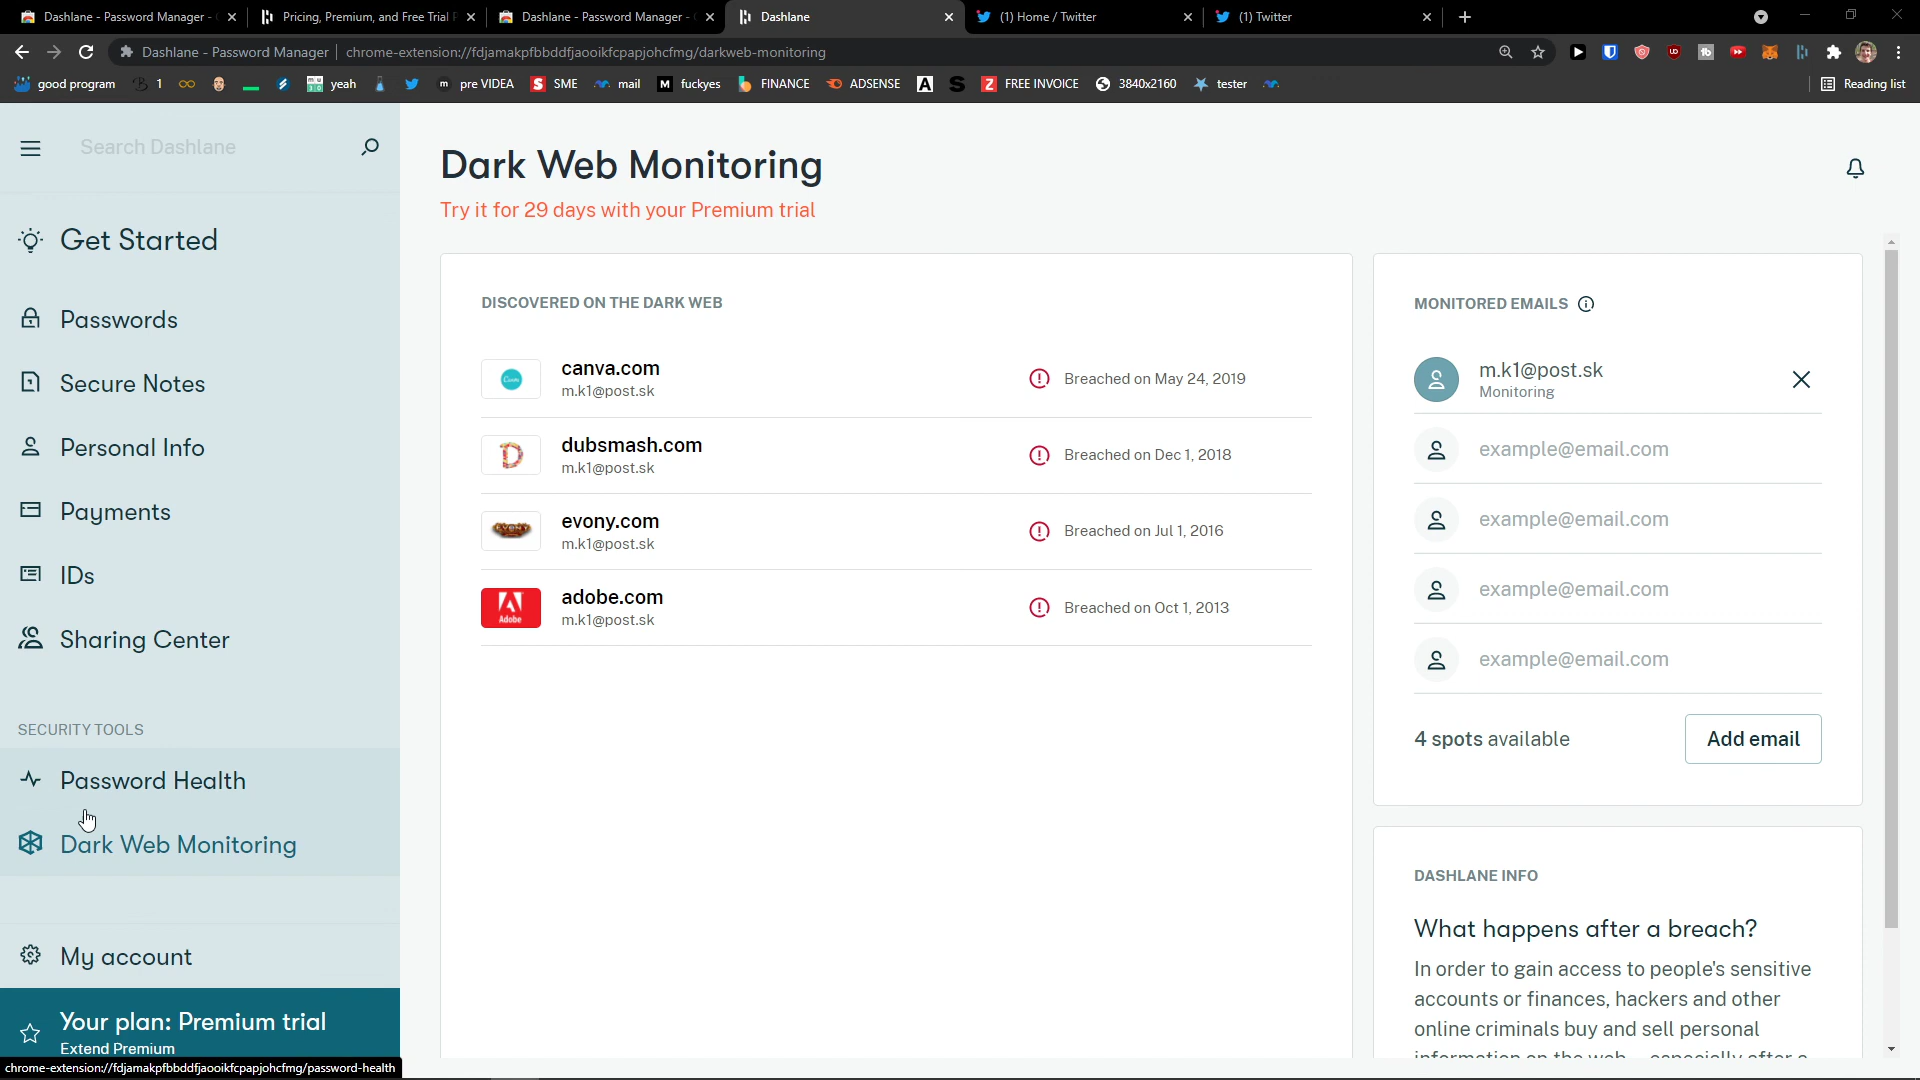 Dashlane - Password Manager -
Pricing, Premium, and Free Trial
Dashlane - Password Manager -
Dashlane
(1) Home / Twitter
(1) Twitter
Dashlane - Password Manager
chrome-extension://fdjamakpfbbddfjaooikfcpapjohcfmg/darkweb-monitoring
good program
1
yeah
pre VIDEA
SME
mail
fuckyes
FINANCE
ADSENSE
FREE INVOICE
3840x2160
tester
Reading list
Search Dashlane
Get Started
Passwords
Secure Notes
Personal Info
Payments
IDs
Sharing Center
SECURITY TOOLS
Password Health
Dark Web Monitoring
My account
Your plan: Premium trial
Extend Premium
chrome-extension://fdjamakpfbbddfjaooikfcpapjohcfmg/password-health
Dark Web Monitoring
Try it for 29 days with your Premium trial
DISCOVERED ON THE DARK WEB
canva.com
m.k1@post.sk
Breached on May 24, 2019
dubsmash.com
m.k1@post.sk
Breached on Dec 1, 2018
evony.com
m.k1@post.sk
Breached on Jul 1, 2016
Adobe
adobe.com
m.k1@post.sk
Breached on Oct 1, 2013
MONITORED EMAILS
m.k1@post.sk
Monitoring
example@email.com
example@email.com
example@email.com
example@email.com
4 spots available
Add email
DASHLANE INFO
What happens after a breach?
In order to gain access to people's sensitive
accounts or finances, hackers and other
online criminals buy and sell personal
information on the web